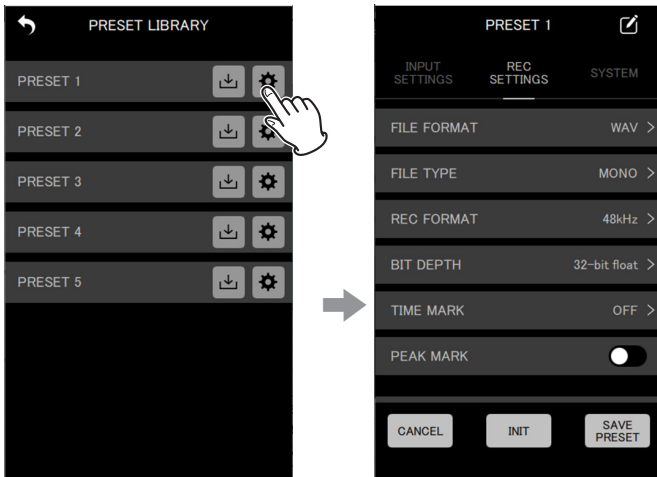 PRESET LIBRARY
PRESET 1
PRESET 2
PRESET 3
PRESET 4
PRESET 5
PRESET 1
INPUT
SETTINGS
REC
SETTINGS
SYSTEM
FILE FORMAT WAV >
FILE TYPE MONO >
REC FORMAT 48kHz >
BIT DEPTH 32-bit float >
TIME MARK OFF >
PEAK MARK
CANCEL
INIT
SAVE
PRESET